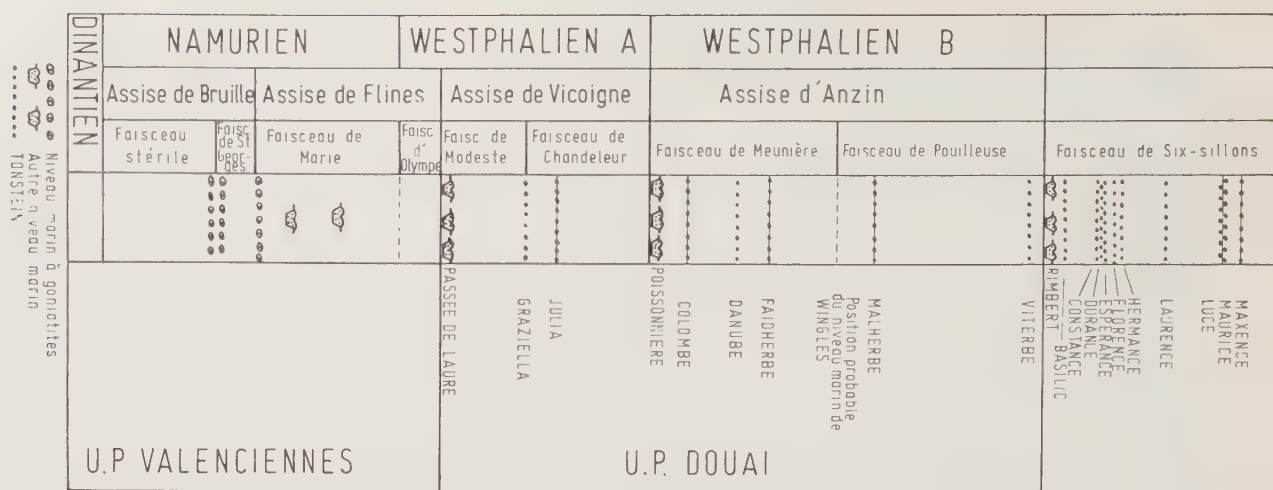 DINANTIEN
NAMURIEN
WESTPHALIEN A
WESTPHALIEN B
Assise de Bruille
Assise de Flines
Assise de Vicoigne
Assise d'Anzin
Faisceau
stérile
Faisc
de St
Geor-
ges
Faisceau de
Marie
Faisc
d'
Olympe
Faisc de
Modeste
Faisceau de
Chandeleur
Faisceau de Meunière
Faisceau de Pouilleuse
Faisceau de Six-sillons
PASSEE DE LAURE
GRAZIELLA
JULIA
POISSONNIERE
COLOMBE
DANUBE
FAIDHERBE
Position probable
du niveau marin de
WINGLES
MALHERBE
VITERBE
RIMBERT
BASILIC
CONSTANCE
ESPERANCE
FLORENCE
HERMANCE
LAURENCE
LUCE
MAURICE
MAXENCE
U.P VALENCIENNES
U.P. DOUAI
Niveau marin à goniatites
Autre niveau marin
TONSTEIN